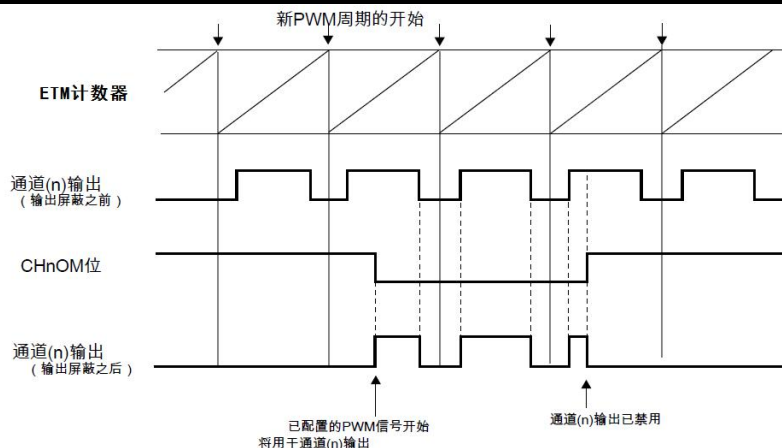 新PWM周期的开始
ETM计数器
通道(n)输出
（输出屏蔽之前）
CHnOM位
通道(n)输出
（输出屏蔽之后）
已配置的PWM信号开始
将用于通道(n)输出
通道(n)输出已禁用